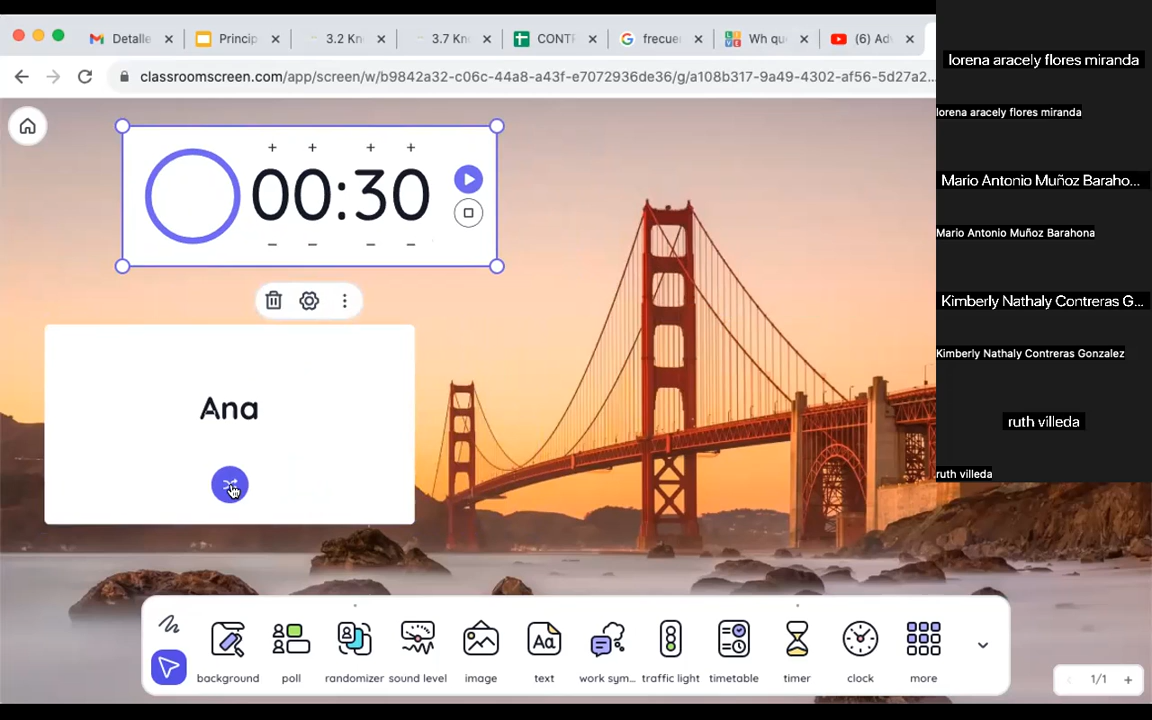 Detalle
Princip
3.2 Kn
3.7 Kn
CONTR
frecuer
Wh qu
(6) Adv
classroomscreen.com/app/screen/w/b9842a32-c06c-44a8-a43f-e7072936de36/g/a108b317-9a49-4302-af56-5d27a2...
00:30
Ana
background
poll
randomizer
sound level
image
text
work sym...
traffic light
timetable
timer
clock
more
1/1
lorena aracely flores miranda
lorena aracely flores miranda
Mario Antonio Muñoz Baraho...
Mario Antonio Muñoz Barahona
Kimberly Nathaly Contreras G...
Kimberly Nathaly Contreras Gonzalez
ruth villeda
ruth villeda